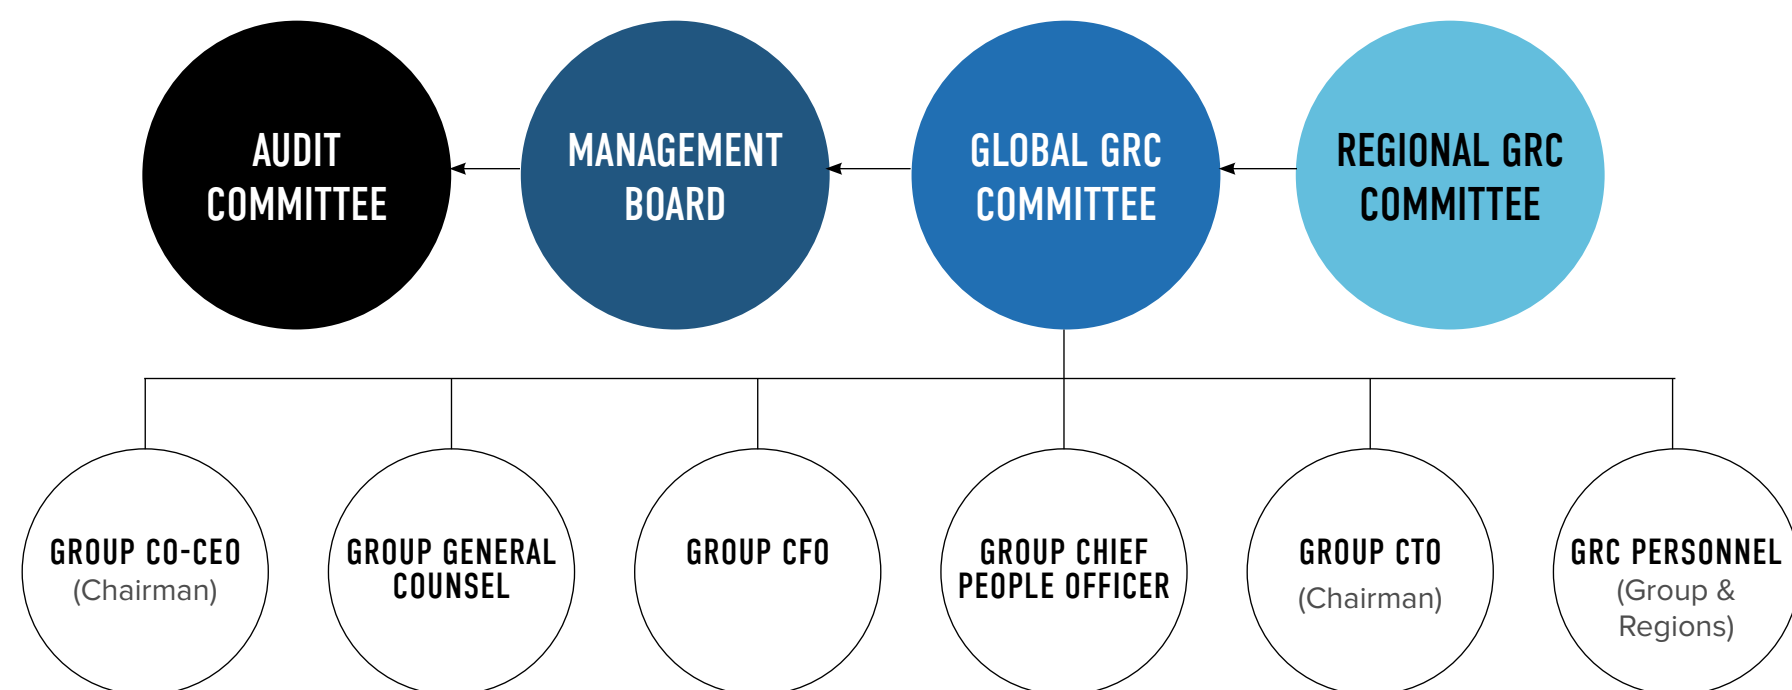 AUDIT
COMMITTEE
MANAGEMENT
BOARD
GLOBAL GRC
COMMITTEE
REGIONAL GRC
COMMITTEE
GROUP CO-CEO
(Chairman)
GROUP GENERAL
COUNSEL
GROUP CFO
GROUP CHIEF
PEOPLE OFFICER
GROUP CTO
(Chairman)
GRC PERSONNEL
(Group &
Regions)